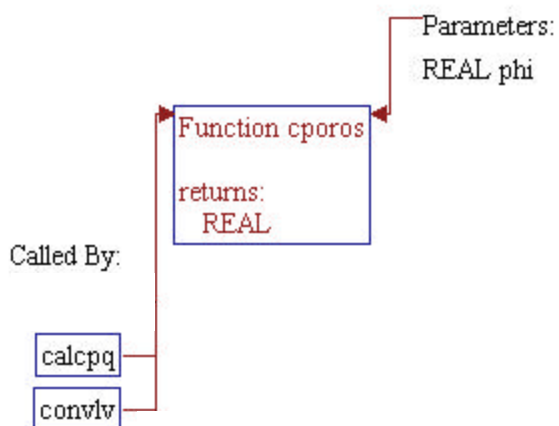 Parameters:
REAL phi
Function cporos
returns:
REAL
Called By:
calcpq
convlv